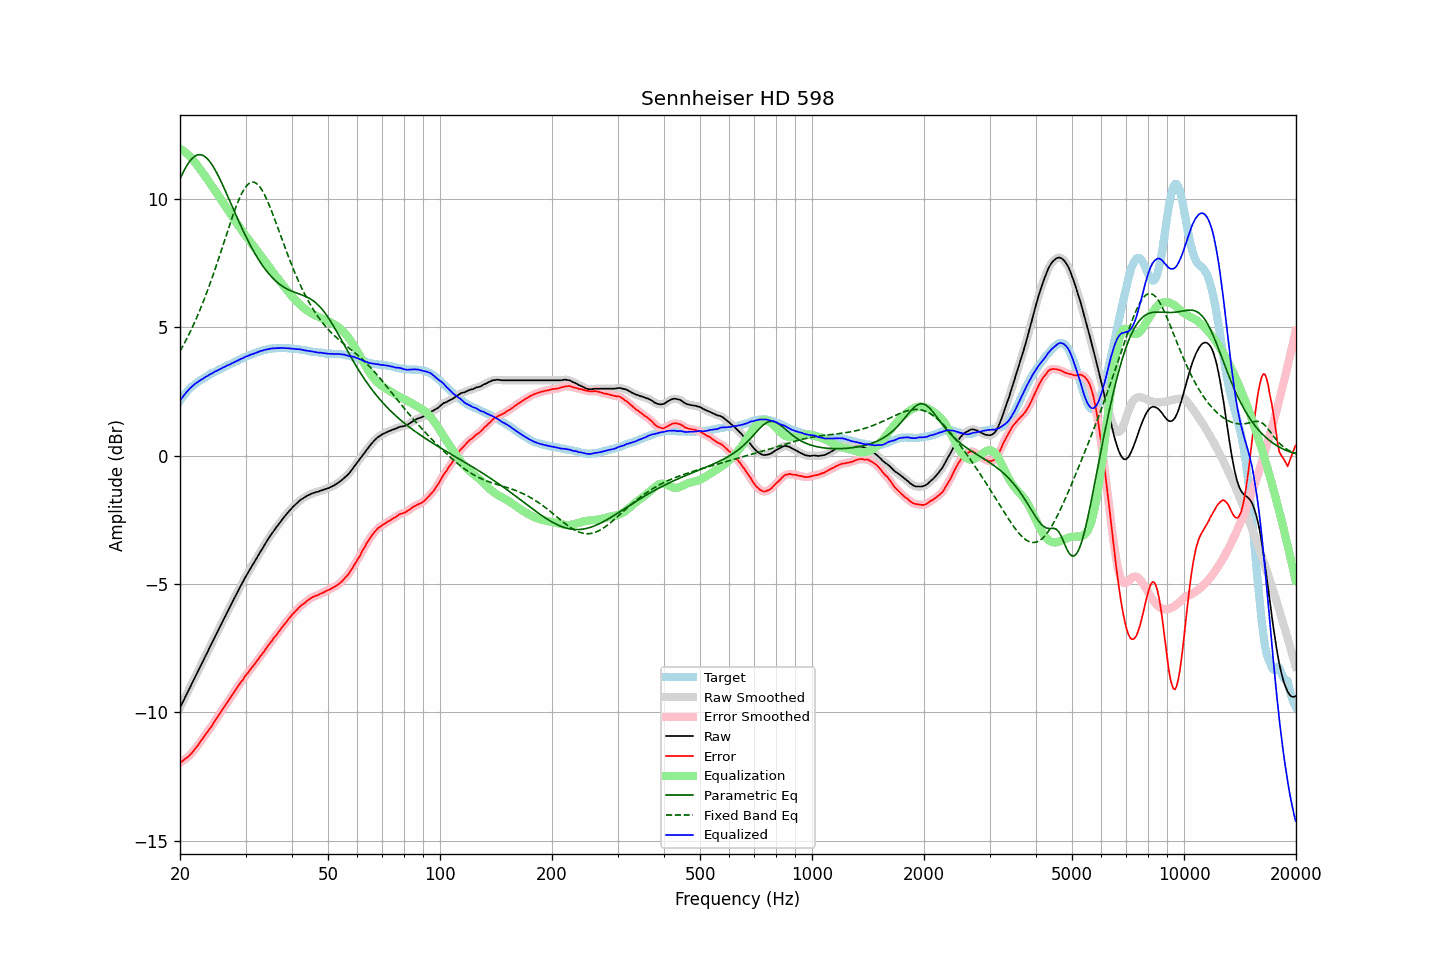 Sennheiser HD 598
Amplitude (dBr)
10
5
0
−5
−10
−15
Target
Raw Smoothed
Error Smoothed
Raw
Error
Equalization
Parametric Eq
Fixed Band Eq
Equalized
20 50 100 200 500 1000 2000 5000 10000 20000
Frequency (Hz)